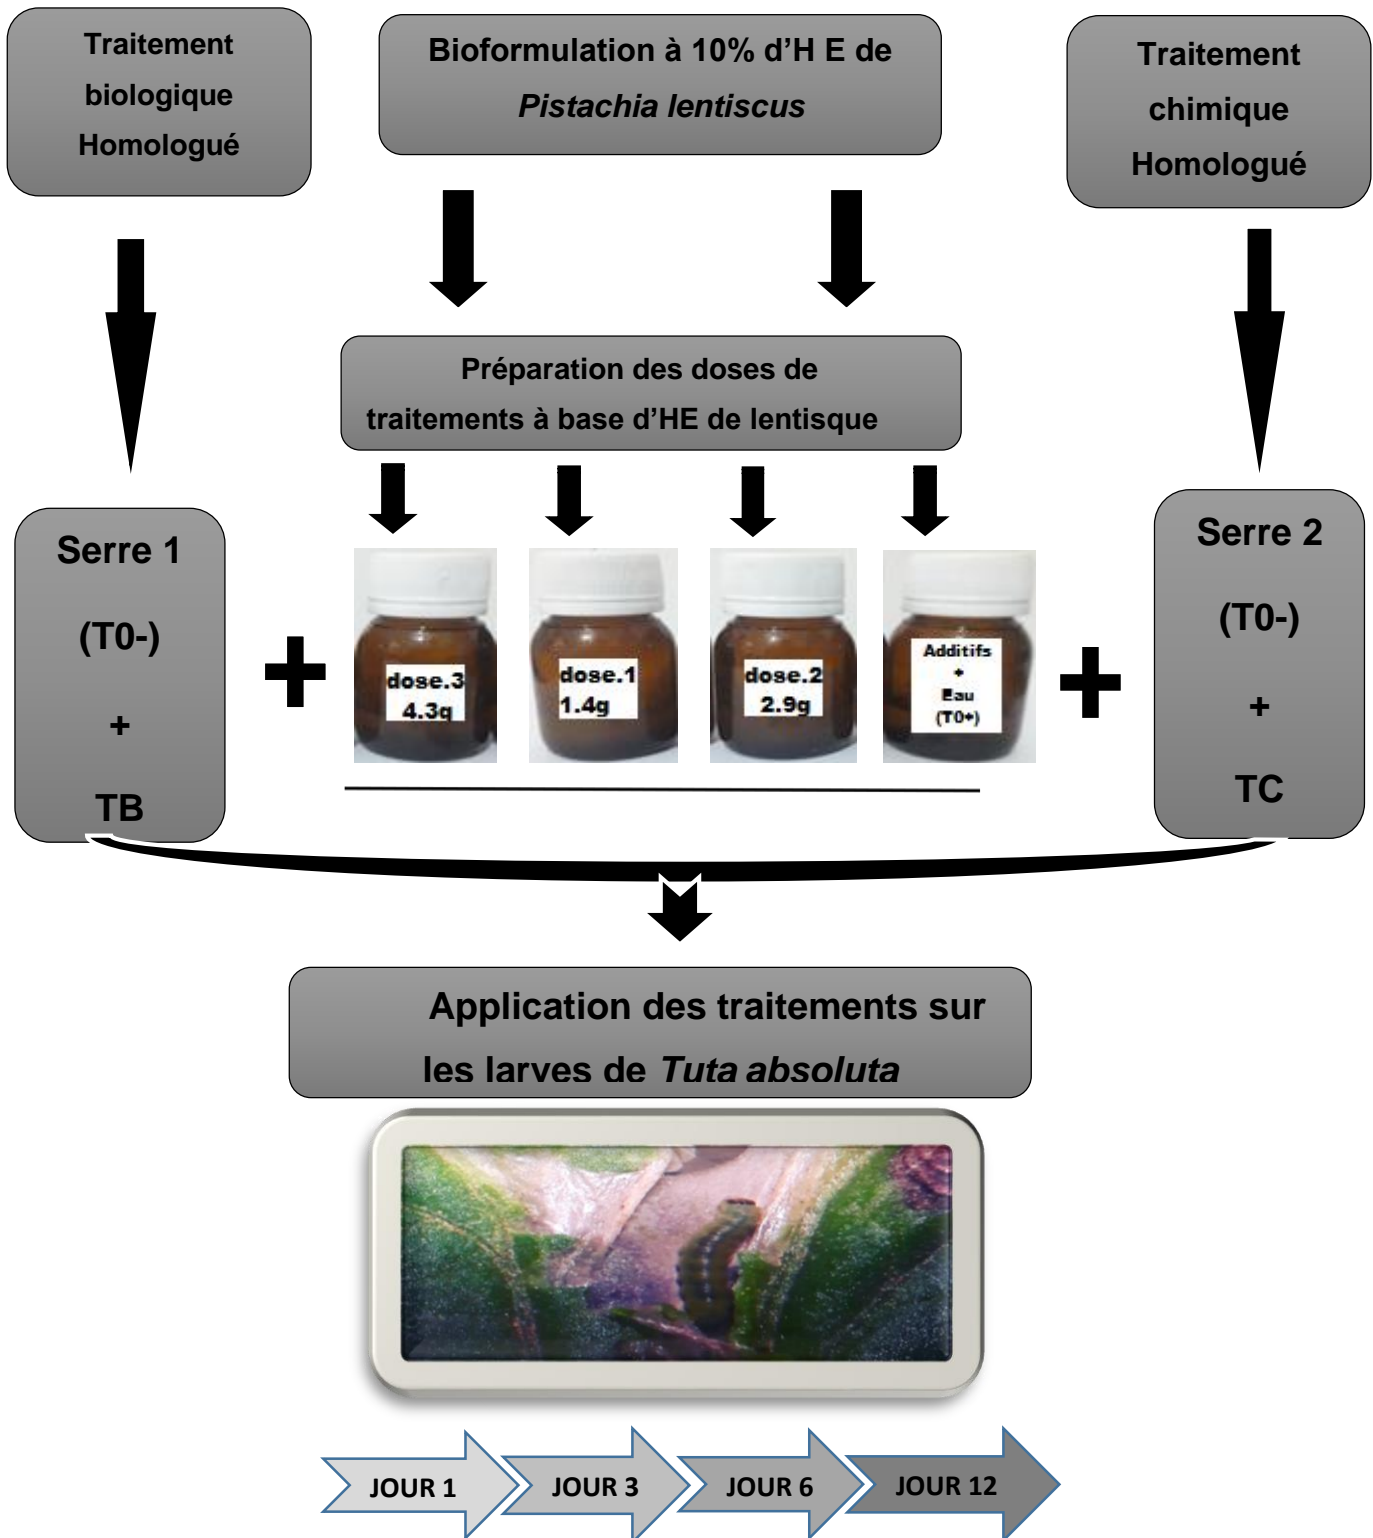 Traitement
biologique
Homologué
Bioformulation à 10% d’H E de
Pistachia lentiscus
Traitement
chimique
Homologué
Préparation des doses de
traitements à base d’HE de lentisque
Serre 1
(T0-)
+
TB
+
dose.3
4.3g
dose.1
1.4g
dose.2
2.9g
Additifs
+
Eau
(T0+)
+
Serre 2
(T0-)
+
TC
Application des traitements sur
les larves de Tuta absoluta
JOUR 1
JOUR 3
JOUR 6
JOUR 12